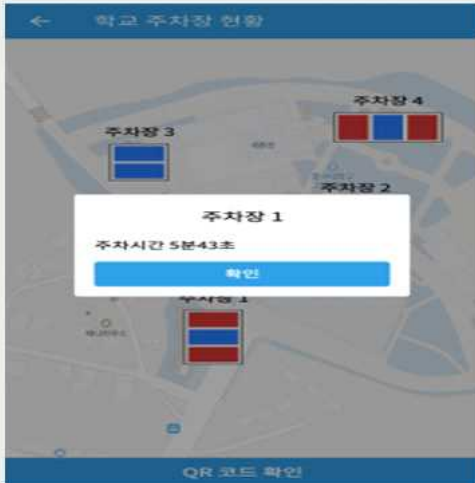 ← 학교 주차장 현황
주차장 4
주차장 3
주차장 2
주차장 1
주차시간 5분43초
확인
주차장 1
QR 코드 확인